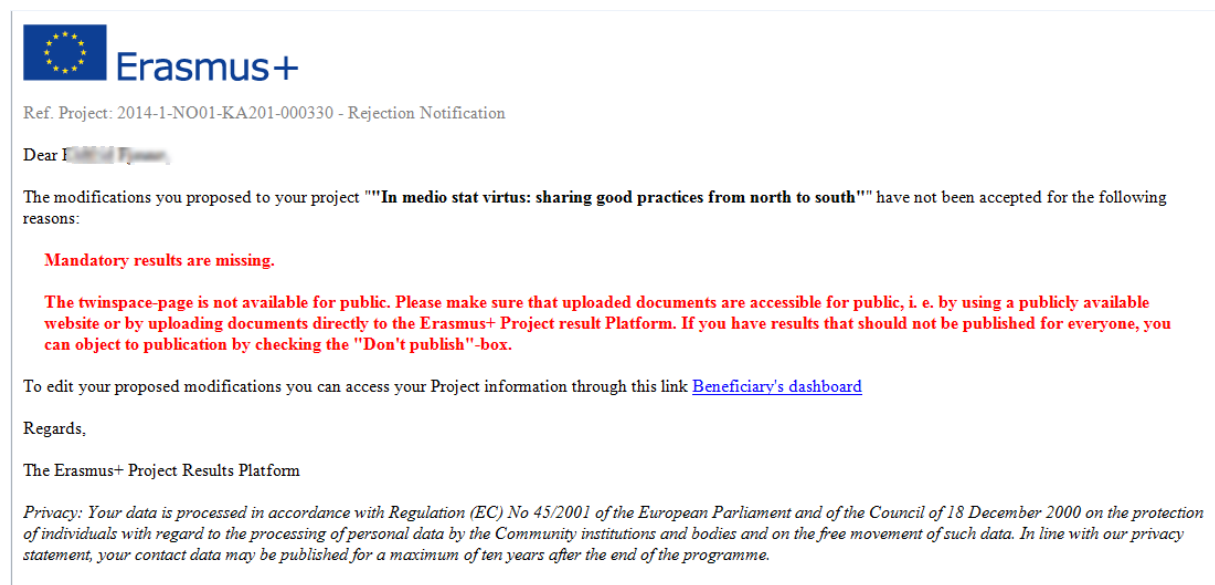 Erasmus+
Ref. Project: 2014-1-NO01-KA201-000330 - Rejection Notification
Dear
The modifications you proposed to your project ""In medio stat virtus: sharing good practices from north to south"" have not been accepted for the following
reasons:
Mandatory results are missing.
The twinspace-page is not available for public. Please make sure that uploaded documents are accessible for public, i. e. by using a publicly available
website or by uploading documents directly to the Erasmus+ Project result Platform. If you have results that should not be published for everyone, you
can object to publication by checking the "Don't publish"-box.
To edit your proposed modifications you can access your Project information through this link Beneficiary's dashboard
Regards,
The Erasmus+ Project Results Platform
Privacy: Your data is processed in accordance with Regulation (EC) No 45/2001 of the European Parliament and of the Council of 18 December 2000 on the protection
of individuals with regard to the processing of personal data by the Community institutions and bodies and on the free movement of such data. In line with our privacy
statement, your contact data may be published for a maximum of ten years after the end of the programme.